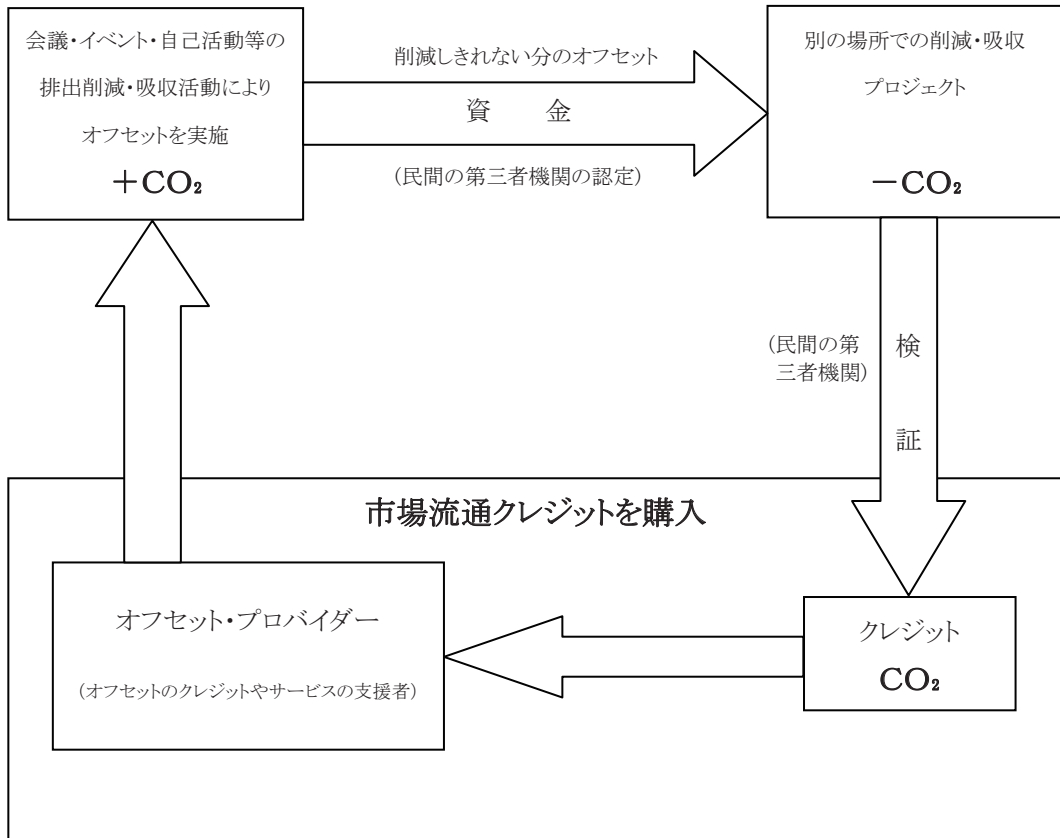 会議・イベント・自己活動等の
排出削減・吸収活動により
オフセットを実施
＋CO₂
削減しきれない分のオフセット
資 金
(民間の第三者機関の認定)
別の場所での削減・吸収
プロジェクト
－CO₂
(民間の第
三者機関)
検
証
市場流通クレジットを購入
オフセット・プロバイダー
(オフセットのクレジットやサービスの支援者)
クレジット
CO₂